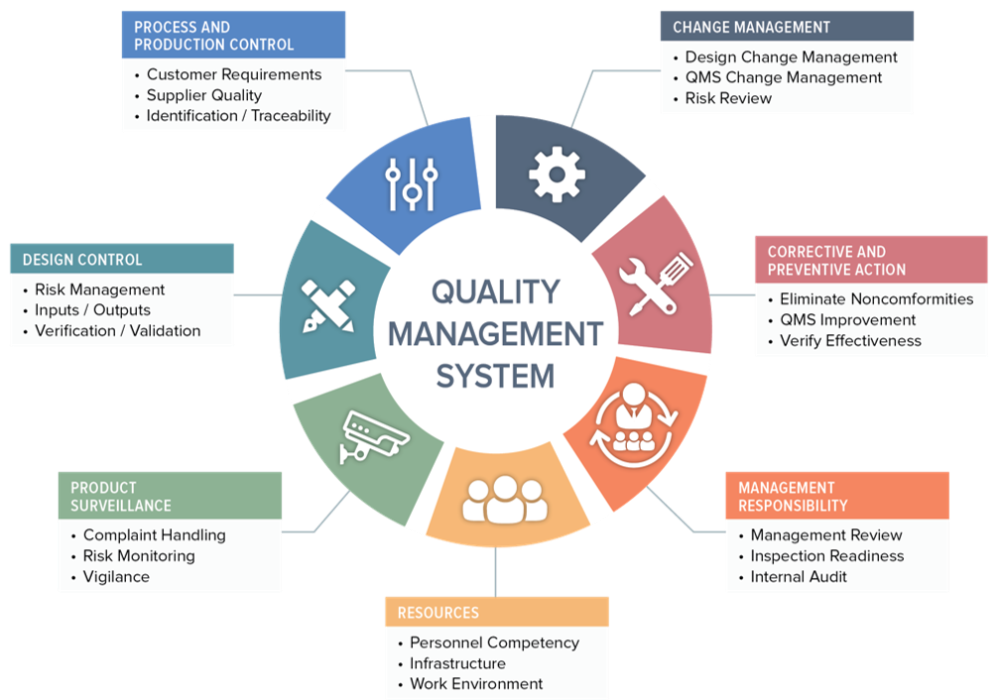 PROCESS AND
PRODUCTION CONTROL
• Customer Requirements
• Supplier Quality
• Identification / Traceability
CHANGE MANAGEMENT
• Design Change Management
• QMS Change Management
• Risk Review
DESIGN CONTROL
• Risk Management
• Inputs / Outputs
• Verification / Validation
QUALITY
MANAGEMENT
SYSTEM
CORRECTIVE AND
PREVENTIVE ACTION
• Eliminate Noncomformities
• QMS Improvement
• Verify Effectiveness
PRODUCT
SURVEILLANCE
• Complaint Handling
• Risk Monitoring
• Vigilance
MANAGEMENT
RESPONSIBILITY
• Management Review
• Inspection Readiness
• Internal Audit
RESOURCES
• Personnel Competency
• Infrastructure
• Work Environment